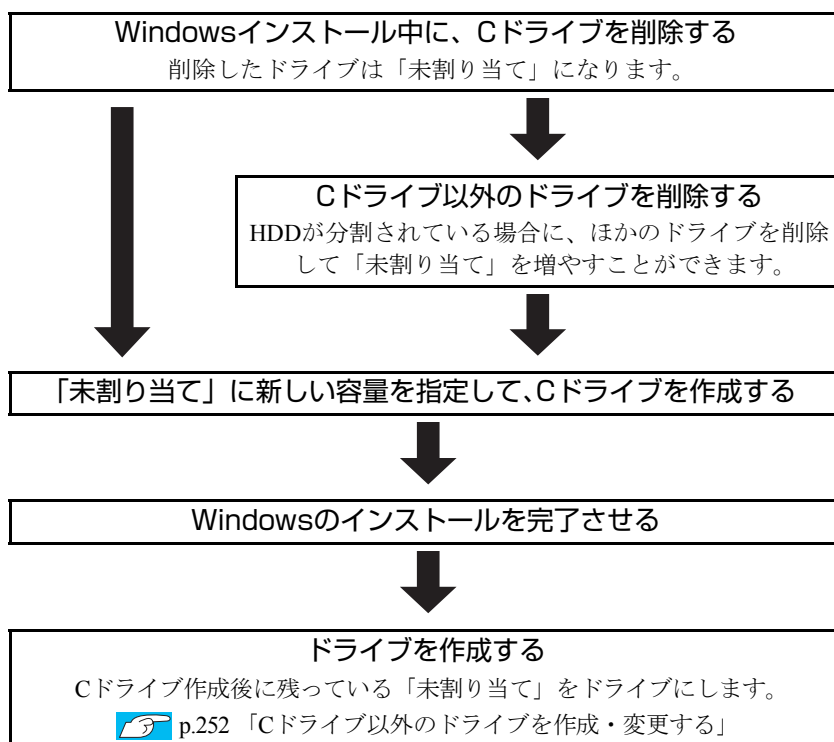 Windowsインストール中に、Cドライブを削除する
削除したドライブは「未割り当て」になります。
Cドライブ以外のドライブを削除する
HDDが分割されている場合に、ほかのドライブを削除
して「未割り当て」を増やすことができます。
「未割り当て」に新しい容量を指定して、Cドライブを作成する
Windowsのインストールを完了させる
ドライブを作成する
Cドライブ作成後に残っている「未割り当て」をドライブにします。
p.252 「Cドライブ以外のドライブを作成・変更する」